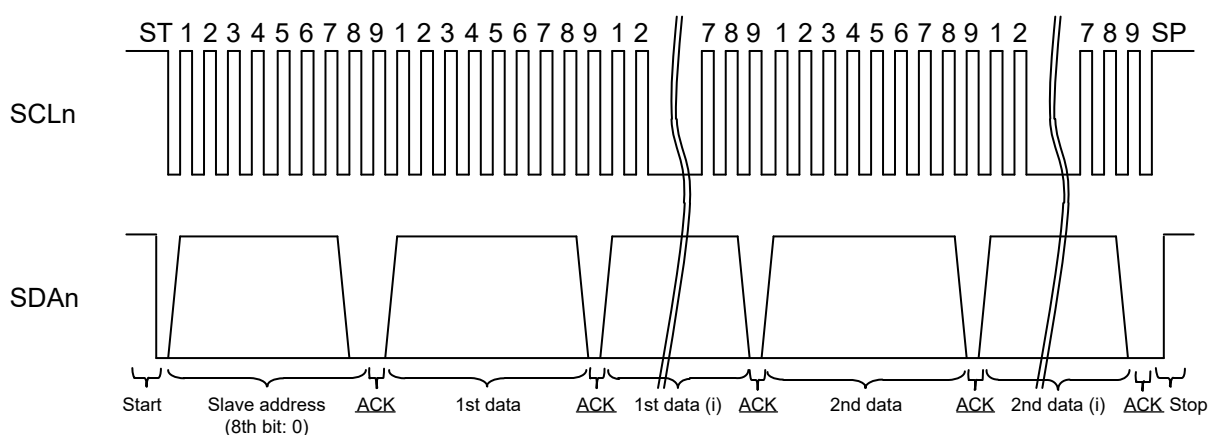 ST 1 2 3 4 5 6 7 8 9 1 2 3 4 5 6 7 8 9 1 2 7 8 9 1 2 3 4 5 6 7 8 9 1 2 7 8 9 SP
SCLn
SDAn
Start Slave address ACK 1st data ACK 1st data (i) ACK 2nd data ACK 2nd data (i) ACK Stop
(8th bit: 0)